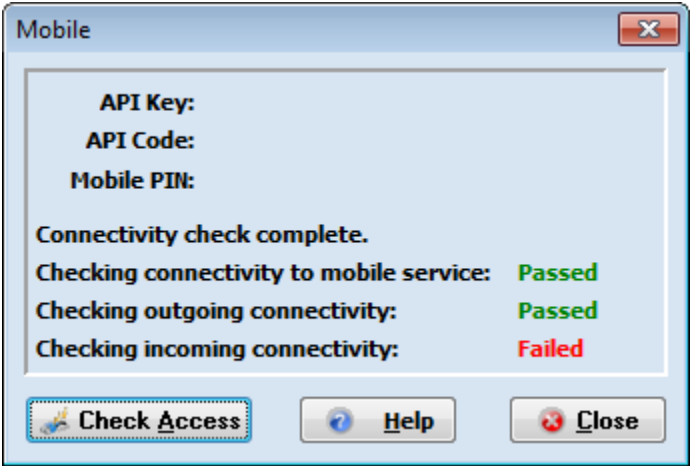 Mobile
API Key:
API Code:
Mobile PIN:
Connectivity check complete.
Checking connectivity to mobile service: Passed
Checking outgoing connectivity: Passed
Checking incoming connectivity: Failed
Check Access Help Close